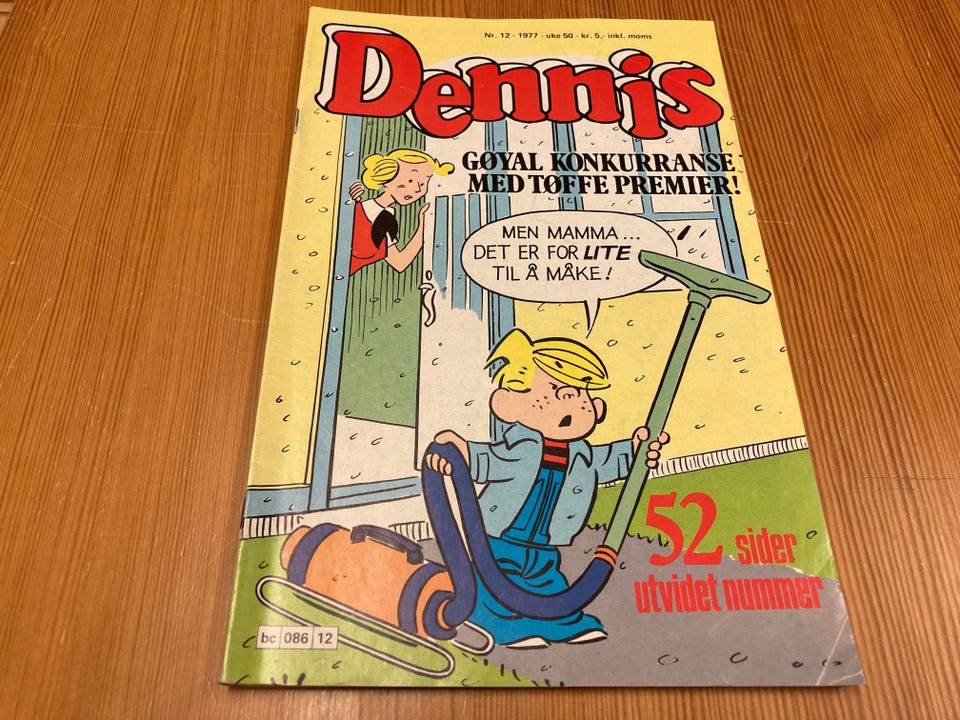 Nr. 12 · 1977 · uke 50 · kr. 5,- inkl. moms
Dennis
GØYAL KONKURRANSE
MED TØFFE PREMIER!
MEN MAMMA...
DET ER FOR LITE
TIL Å MÅKE!
52 sider
utvidet nummer
bc 086 12